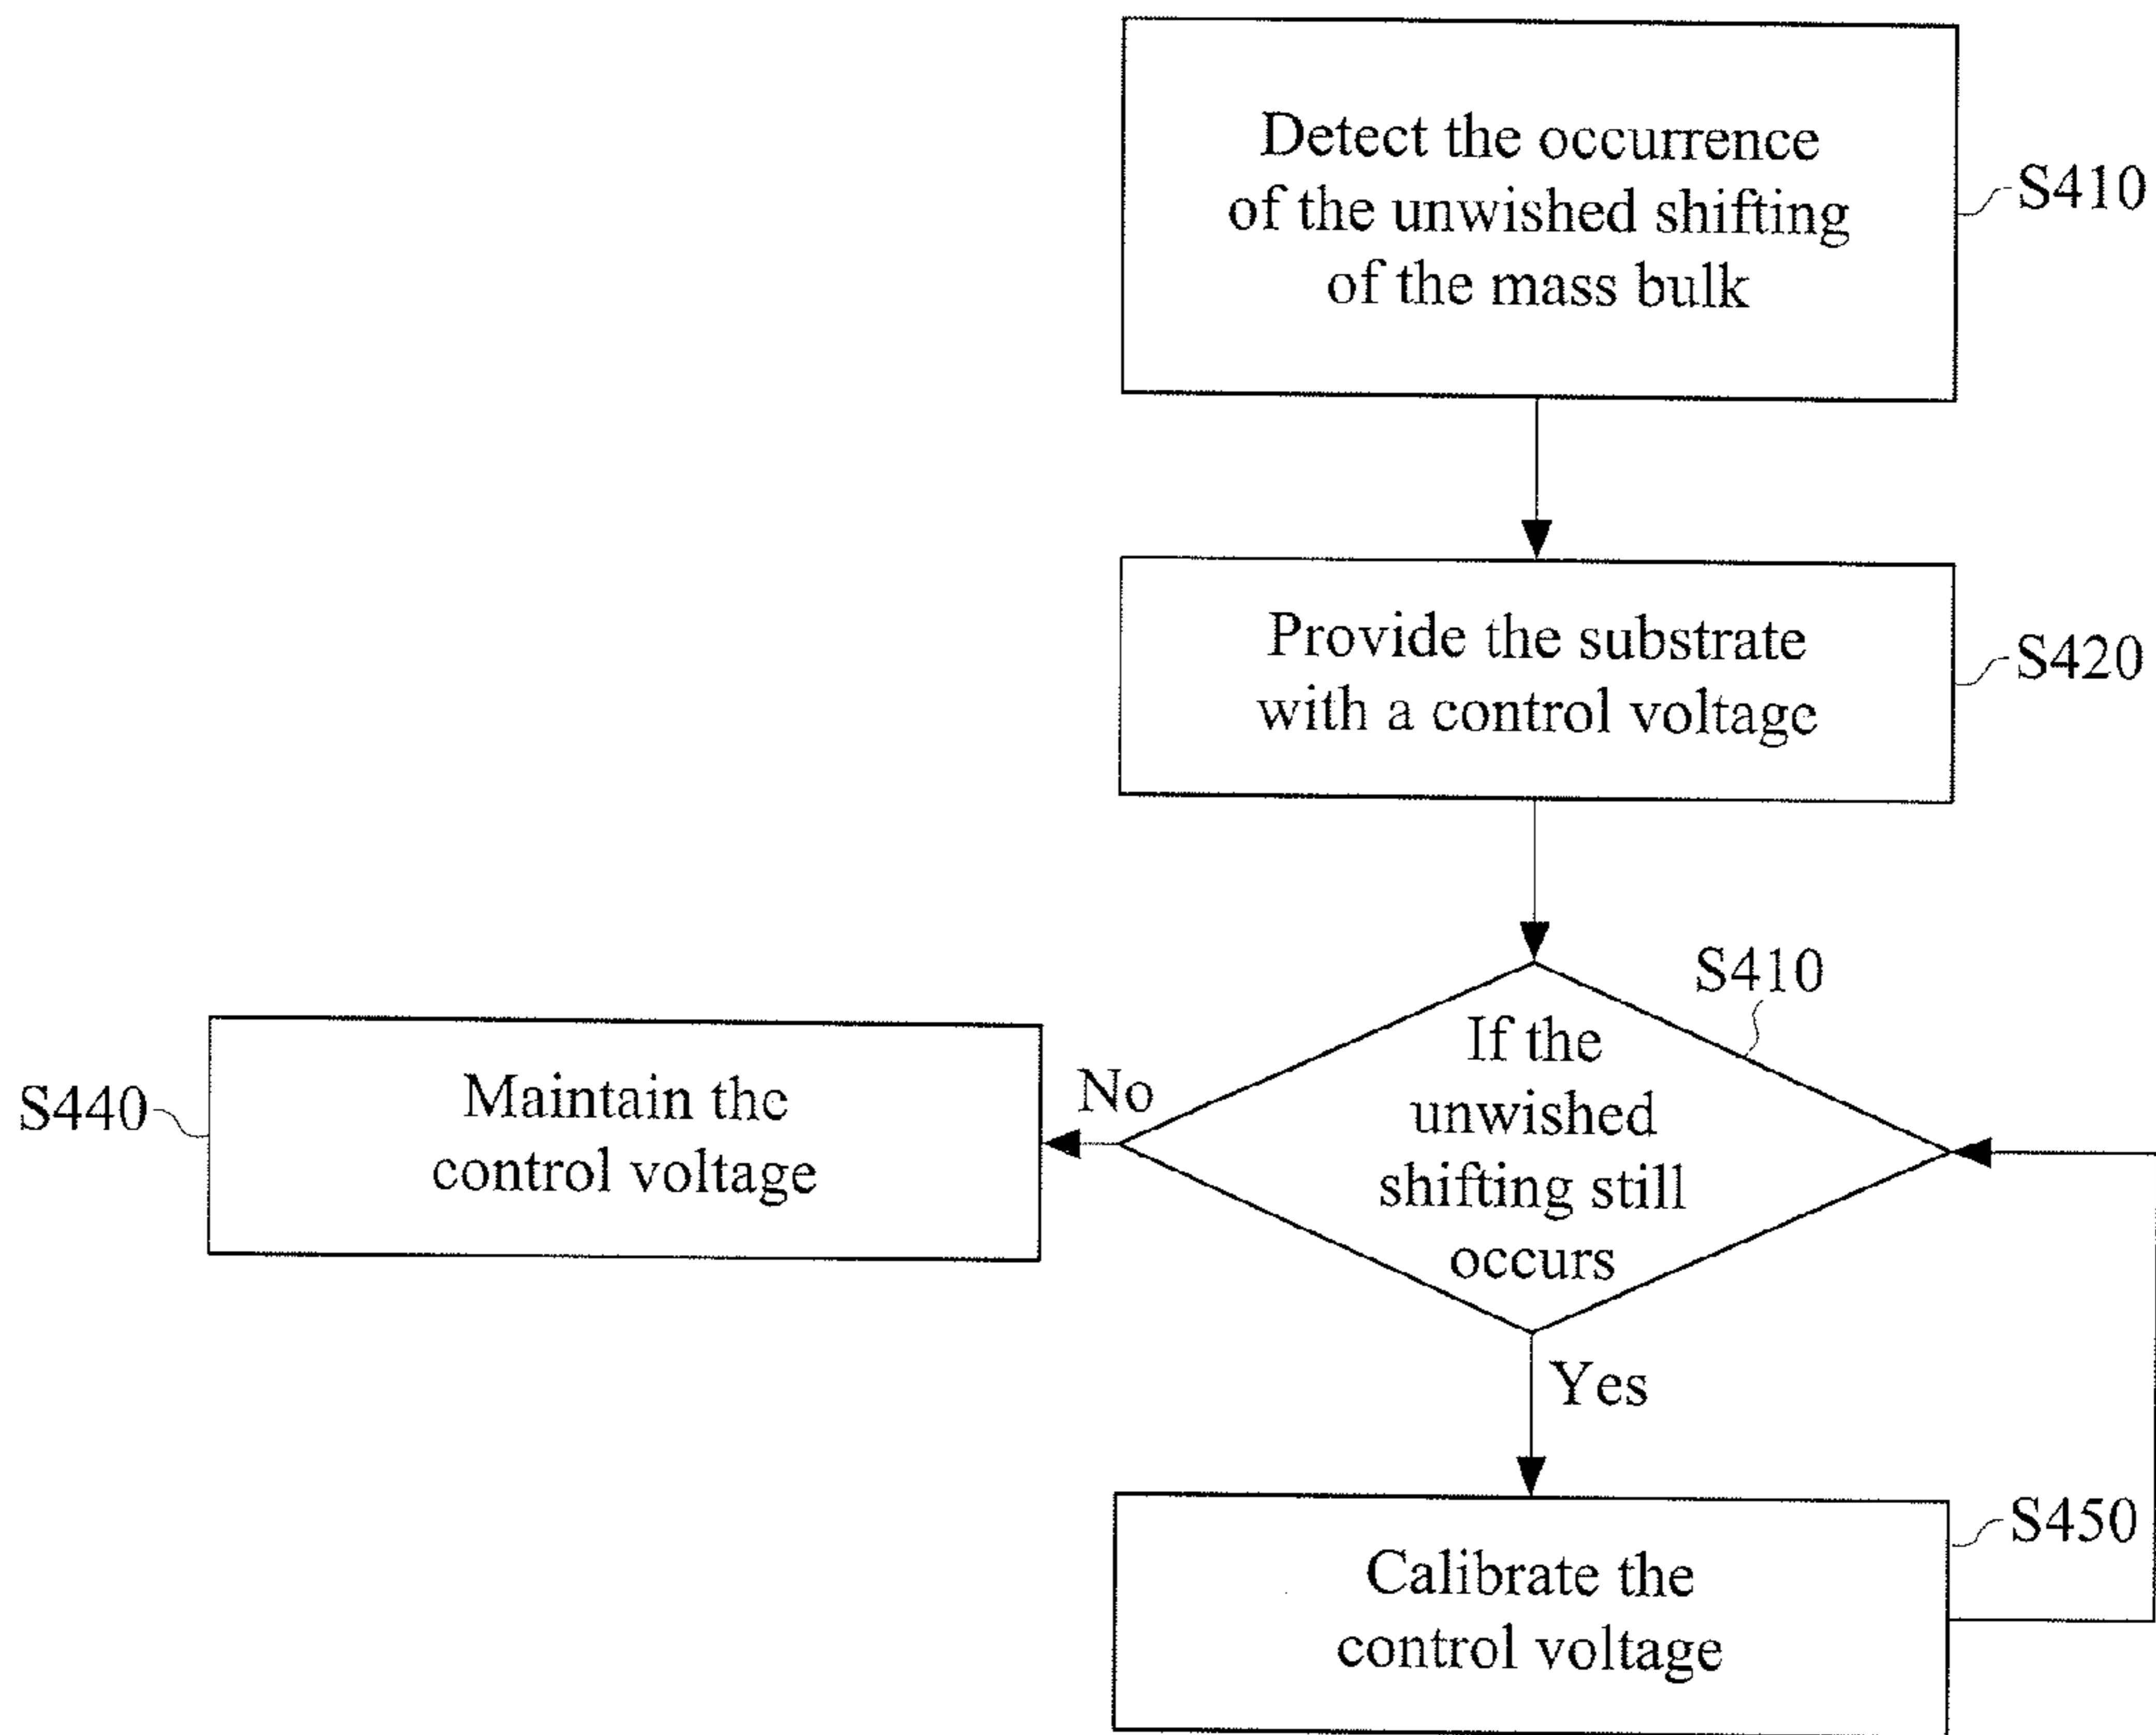 Detect the occurrence
of the unwished shifting
of the mass bulk
S410
Provide the substrate
with a control voltage
S420
S410
If the
unwished
shifting still
occurs
No
Maintain the
control voltage
S440
Yes
Calibrate the
control voltage
S450